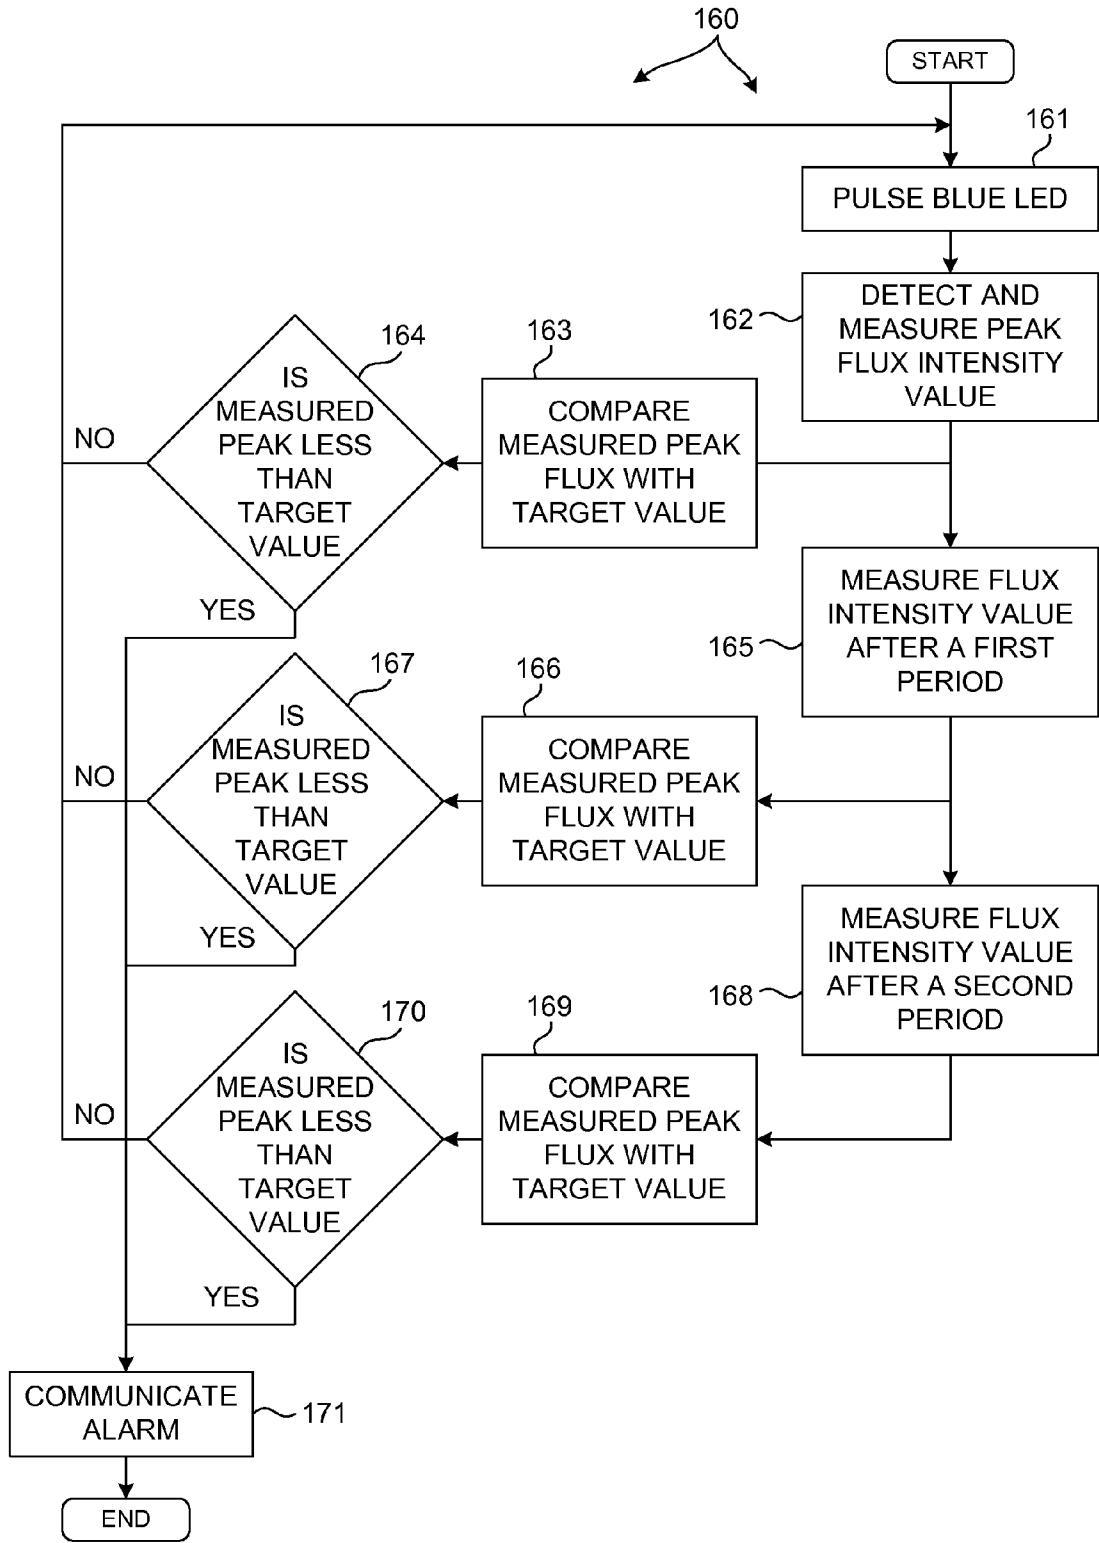 160
START
161
PULSE BLUE LED
162
DETECT AND
MEASURE PEAK
FLUX INTENSITY
VALUE
163
COMPARE
MEASURED PEAK
FLUX WITH
TARGET VALUE
164
IS
MEASURED
PEAK LESS
THAN
TARGET
VALUE
NO
YES
165
MEASURE FLUX
INTENSITY VALUE
AFTER A FIRST
PERIOD
166
COMPARE
MEASURED PEAK
FLUX WITH
TARGET VALUE
167
IS
MEASURED
PEAK LESS
THAN
TARGET
VALUE
NO
YES
168
MEASURE FLUX
INTENSITY VALUE
AFTER A SECOND
PERIOD
169
COMPARE
MEASURED PEAK
FLUX WITH
TARGET VALUE
170
IS
MEASURED
PEAK LESS
THAN
TARGET
VALUE
NO
YES
COMMUNICATE
ALARM
171
END